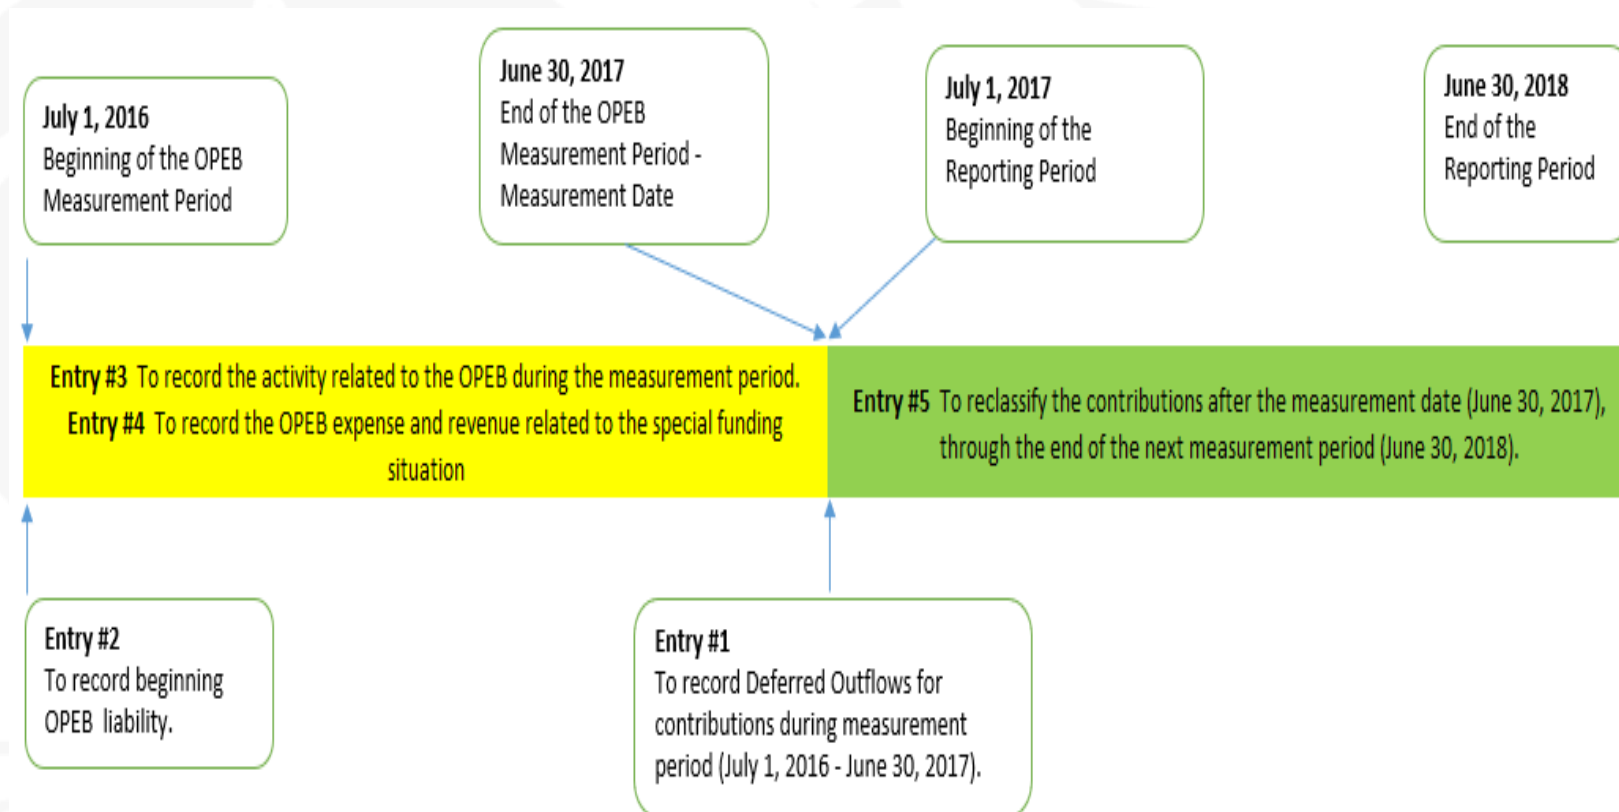 July 1, 2016
Beginning of the OPEB
Measurement Period
June 30, 2017
End of the OPEB
Measurement Period -
Measurement Date
July 1, 2017
Beginning of the
Reporting Period
June 30, 2018
End of the
Reporting Period
Entry #3 To record the activity related to the OPEB during the measurement period.
Entry #4 To record the OPEB expense and revenue related to the special funding
situation
Entry #5 To reclassify the contributions after the measurement date (June 30, 2017),
through the end of the next measurement period (June 30, 2018).
Entry #2
To record beginning
OPEB liability.
Entry #1
To record Deferred Outflows for
contributions during measurement
period (July 1, 2016 - June 30, 2017).